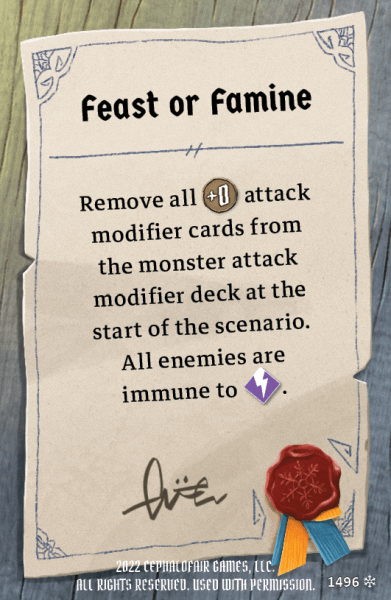 Feast or Famine
Remove all +0 attack
modifier cards from
the monster attack
modifier deck at the
start of the scenario.
All enemies are
immune to .
2022 CEPHALOFAIR GAMES, LLC.
ALL RIGHTS RESERVED. USED WITH PERMISSION.
1496